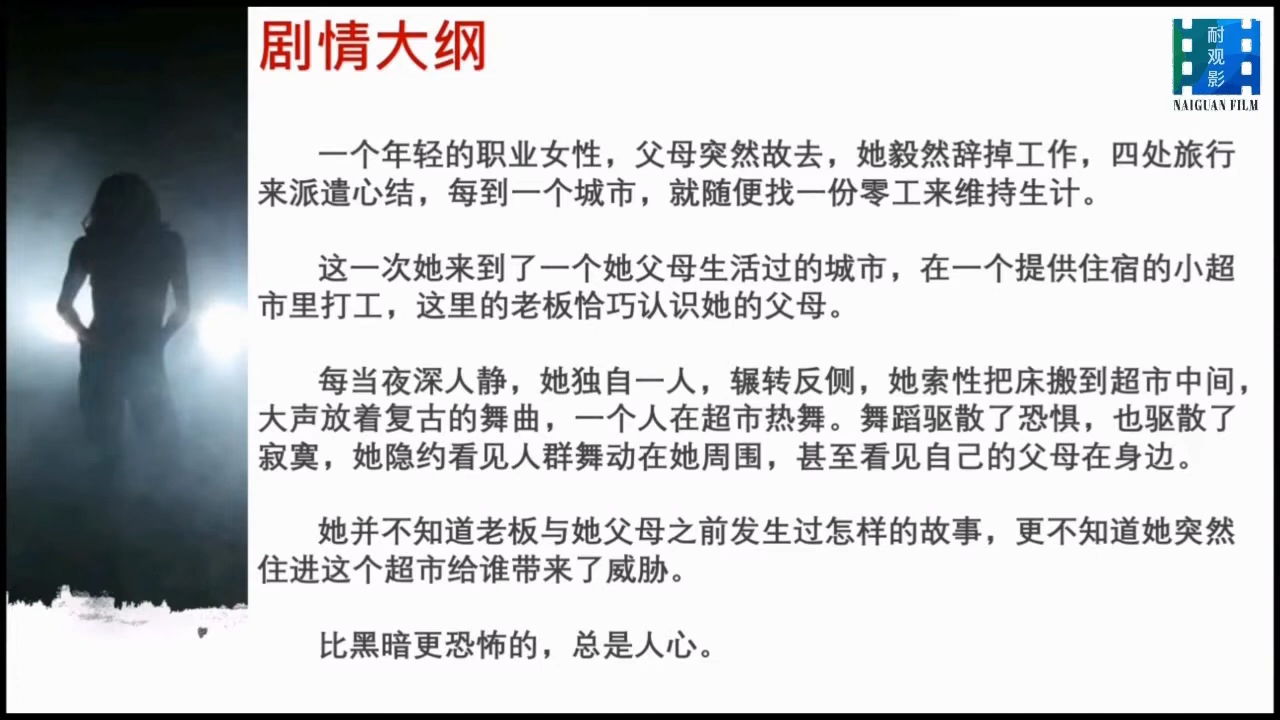 剧情大纲
耐
观
影
NAIGUAN FILM
一个年轻的职业女性，父母突然故去，她毅然辞掉工作，四处旅行
来派遣心结，每到一个城市，就随便找一份零工来维持生计。
这一次她来到了一个她父母生活过的城市，在一个提供住宿的小超
市里打工，这里的老板恰巧认识她的父母。
每当夜深人静，她独自一人，辗转反侧，她索性把床搬到超市中间，
大声放着复古的舞曲，一个人在超市热舞。舞蹈驱散了恐惧，也驱散了
寂寞，她隐约看见人群舞动在她周围，甚至看见自己的父母在身边。
她并不知道老板与她父母之前发生过怎样的故事，更不知道她突然
住进这个超市给谁带来了威胁。
比黑暗更恐怖的，总是人心。